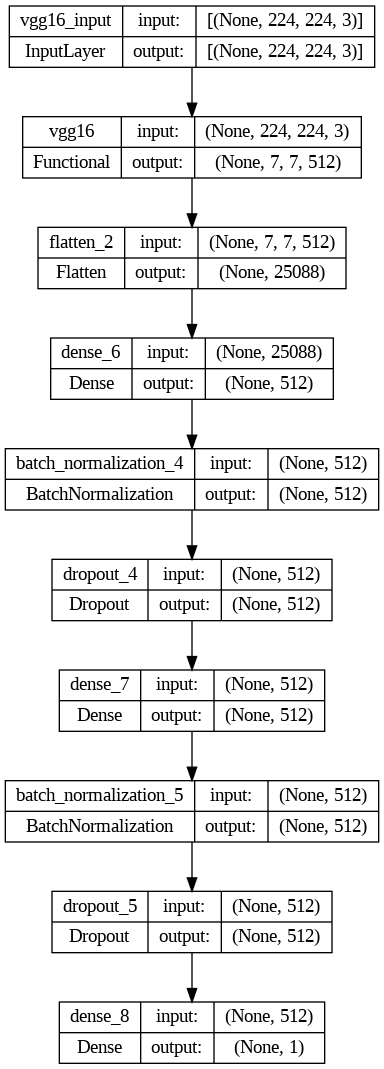 vgg16_input input: [(None, 224, 224, 3)]
InputLayer output: [(None, 224, 224, 3)]
vgg16 input: (None, 224, 224, 3)
Functional output: (None, 7, 7, 512)
flatten_2 input: (None, 7, 7, 512)
Flatten output: (None, 25088)
dense_6 input: (None, 25088)
Dense output: (None, 512)
batch_normalization_4 input: (None, 512)
BatchNormalization output: (None, 512)
dropout_4 input: (None, 512)
Dropout output: (None, 512)
dense_7 input: (None, 512)
Dense output: (None, 512)
batch_normalization_5 input: (None, 512)
BatchNormalization output: (None, 512)
dropout_5 input: (None, 512)
Dropout output: (None, 512)
dense_8 input: (None, 512)
Dense output: (None, 1)